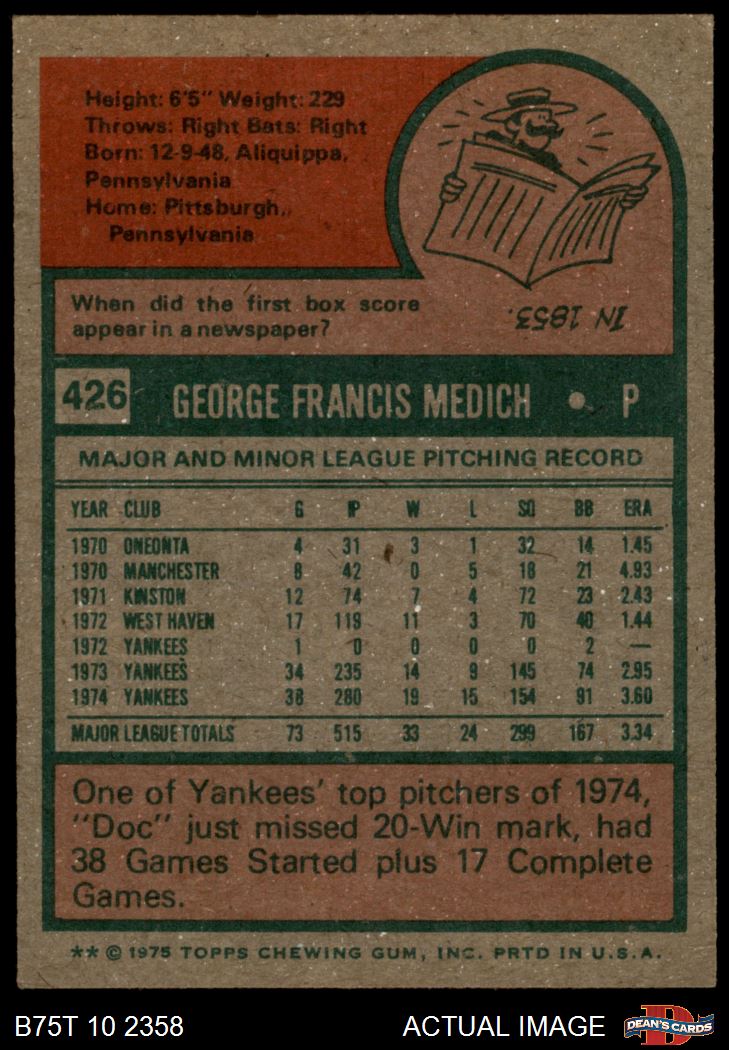 Height: 6'5" Weight: 229
Throws: Right Bats: Right
Born: 12-9-48, Aliquippa,
Pennsylvania
Home: Pittsburgh,
Pennsylvania
When did the first box score
appear in a newspaper?
IN 1853.
426 GEORGE FRANCIS MEDICH • P
MAJOR AND MINOR LEAGUE PITCHING RECORD
YEAR CLUB G IP W L SO BB ERA
1970 ONEONTA 4 31 3 1 32 14 1.45
1970 MANCHESTER 8 42 0 5 18 21 4.93
1971 KINSTON 12 74 7 4 72 23 2.43
1972 WEST HAVEN 17 119 11 3 70 40 1.44
1972 YANKEES 1 0 0 0 0 2 —
1973 YANKEES 34 235 14 9 145 74 2.95
1974 YANKEES 38 280 19 15 154 91 3.60
MAJOR LEAGUE TOTALS 73 515 33 24 299 167 3.34
One of Yankees' top pitchers of 1974,
"Doc" just missed 20-Win mark, had
38 Games Started plus 17 Complete
Games.
** © 1975 TOPPS CHEWING GUM, INC. PRTD IN U.S.A.
B75T 10 2358 ACTUAL IMAGE DEAN'S CARDS